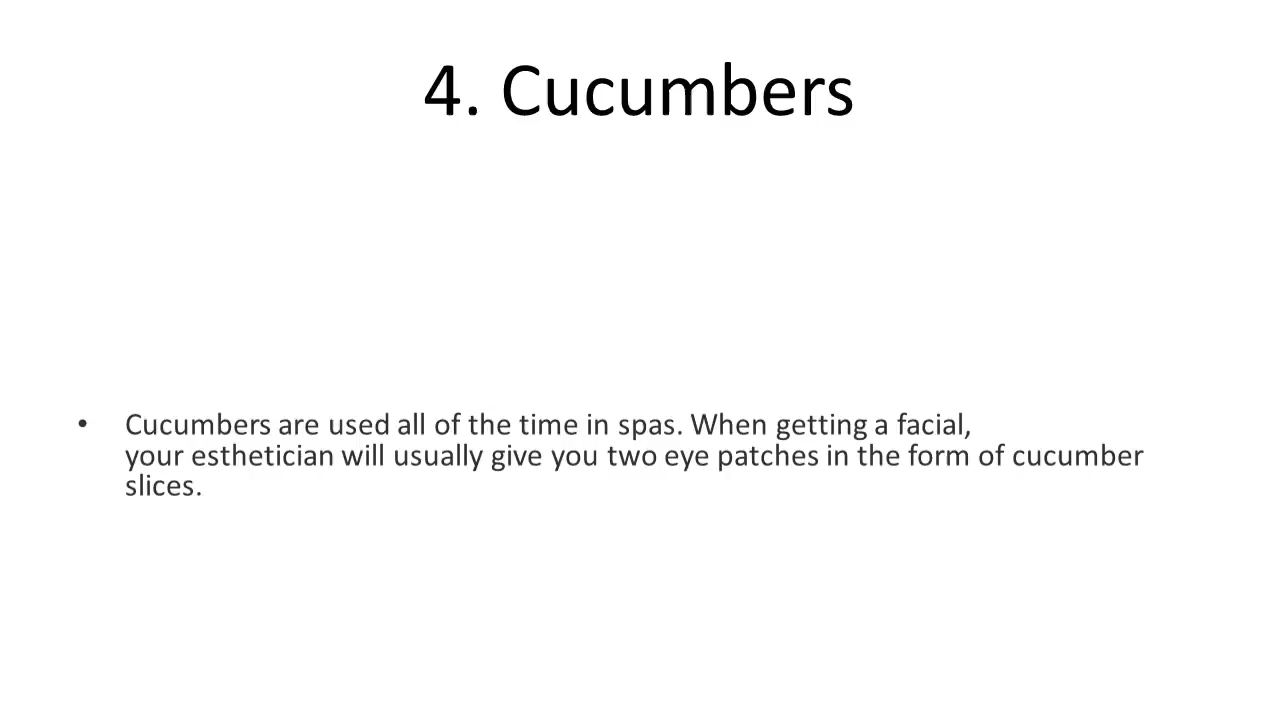 4. Cucumbers
• Cucumbers are used all of the time in spas. When getting a facial,
your esthetician will usually give you two eye patches in the form of cucumber
slices.